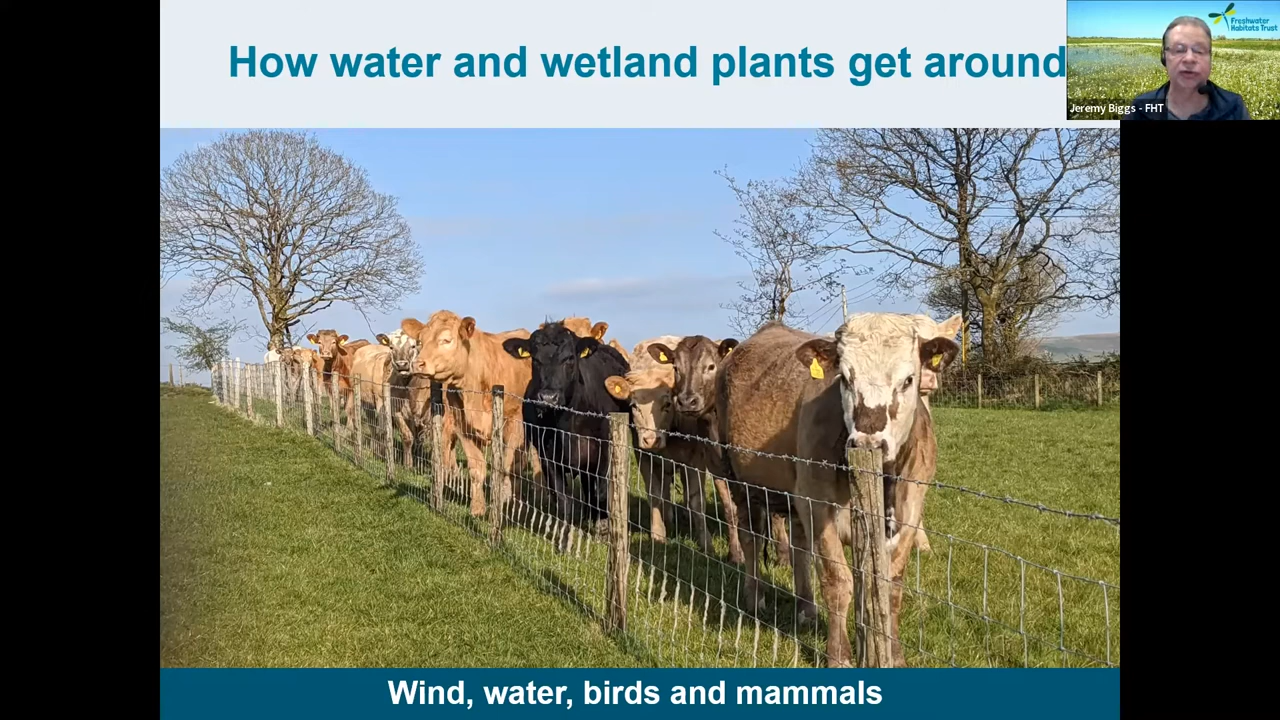 How water and wetland plants get around
Freshwater
Habitats Trust
Jeremy Biggs - FHT
Wind, water, birds and mammals